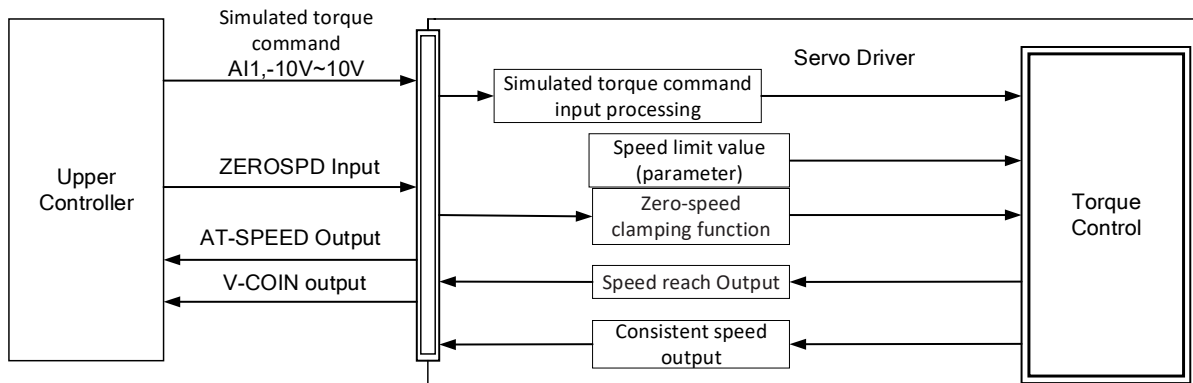 Simulated torque
command
AI1,-10V~10V
Servo Driver
Simulated torque command
input processing
Speed limit value
(parameter)
ZEROSPD Input
Upper
Controller
Zero-speed
clamping function
Torque
Control
AT-SPEED Output
Speed reach Output
V-COIN output
Consistent speed
output